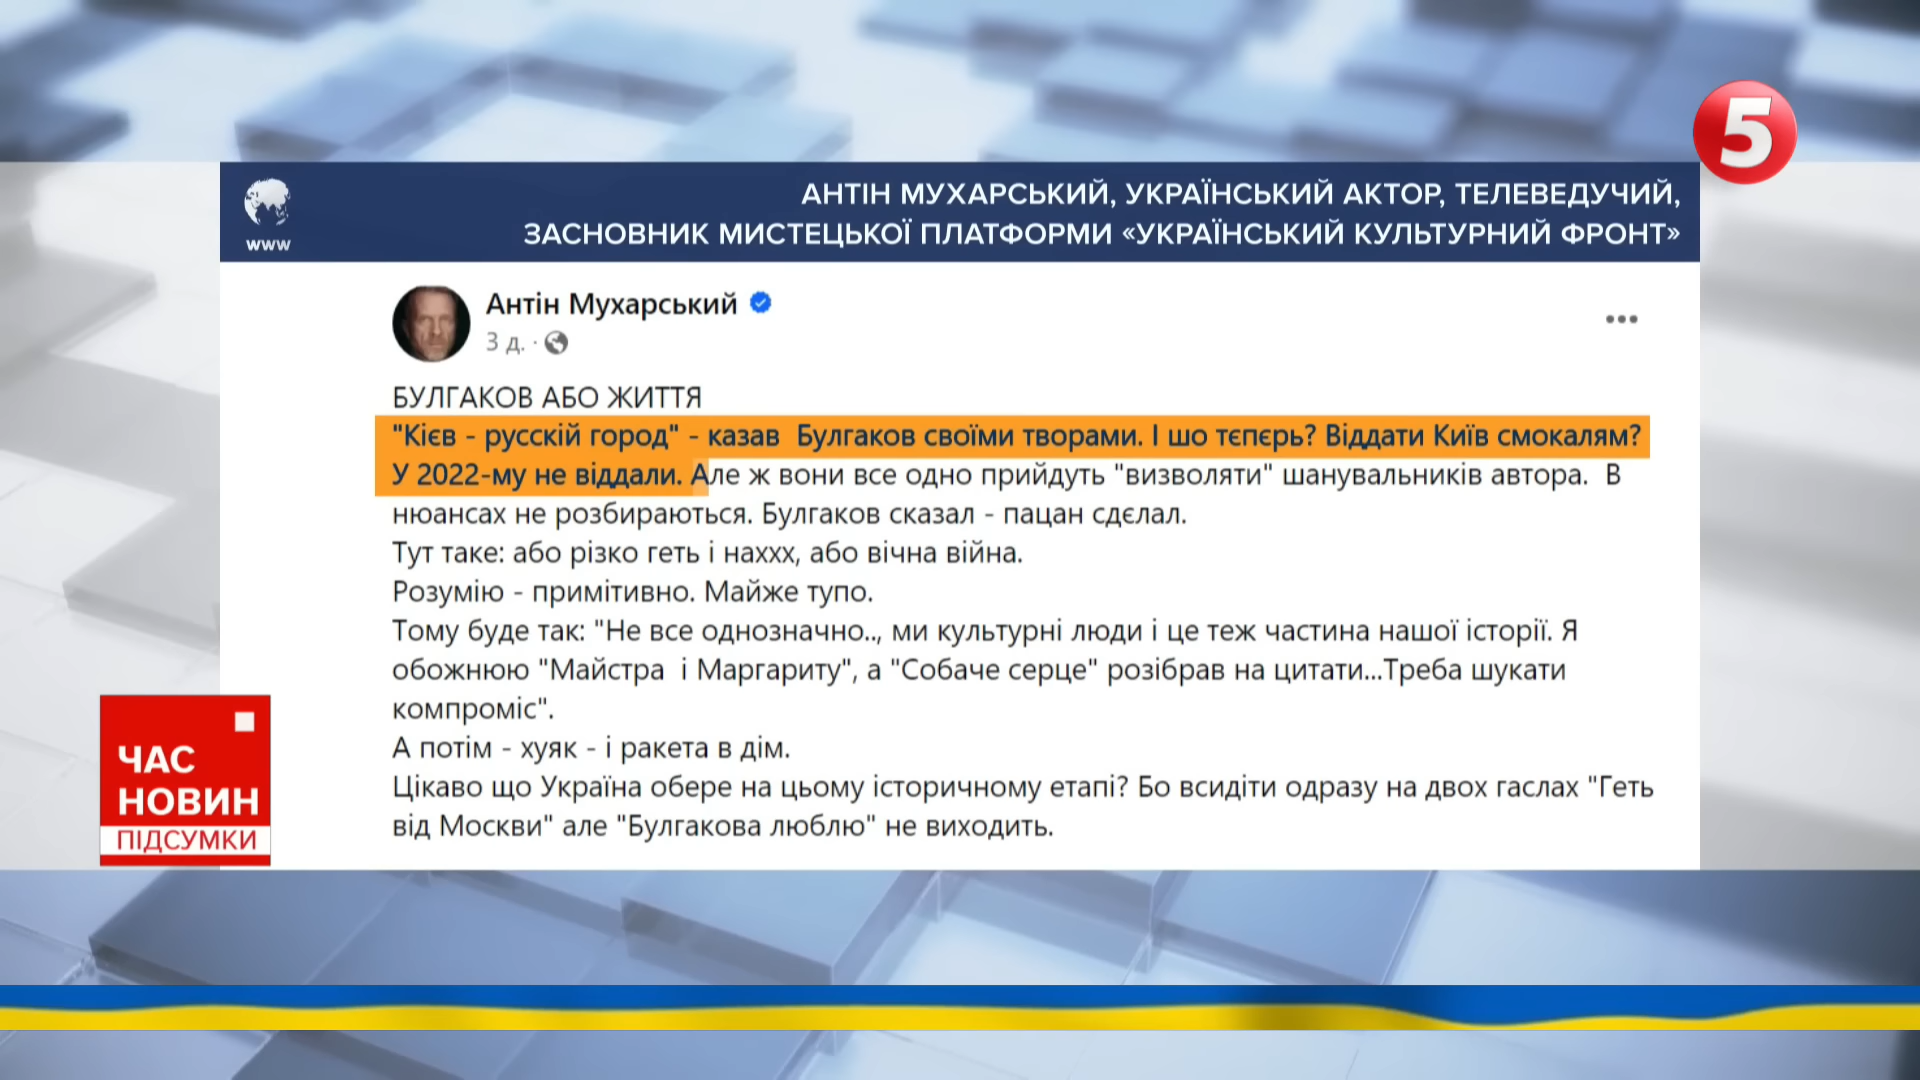 5
АНТІН МУХАРСЬКИЙ, УКРАЇНСЬКИЙ АКТОР, ТЕЛЕВЕДУЧИЙ,
ЗАСНОВНИК МИСТЕЦЬКОЇ ПЛАТФОРМИ «УКРАЇНСЬКИЙ КУЛЬТУРНИЙ ФРОНТ»
www
Антін Мухарський
3 д. ·
БУЛГАКОВ АБО ЖИТТЯ
"Кієв - русскій город" - казав Булгаков своїми творами. І шо тєпєрь? Віддати Київ смокалям?
У 2022-му не віддали. Але ж вони все одно прийдуть "визволяти" шанувальників автора. В
нюансах не розбираються. Булгаков сказал - пацан сдєлал.
Тут таке: або різко геть і наххх, або вічна війна.
Розумію - примітивно. Майже тупо.
Тому буде так: "Не все однозначно.., ми культурні люди і це теж частина нашої історії. Я
обожнюю "Майстра і Маргариту", а "Собаче серце" розібрав на цитати...Треба шукати
компроміс".
А потім - хуяк - і ракета в дім.
Цікаво що Україна обере на цьому історичному етапі? Бо всидіти одразу на двох гаслах "Геть
від Москви" але "Булгакова люблю" не виходить.
ЧАС
НОВИН
ПІДСУМКИ